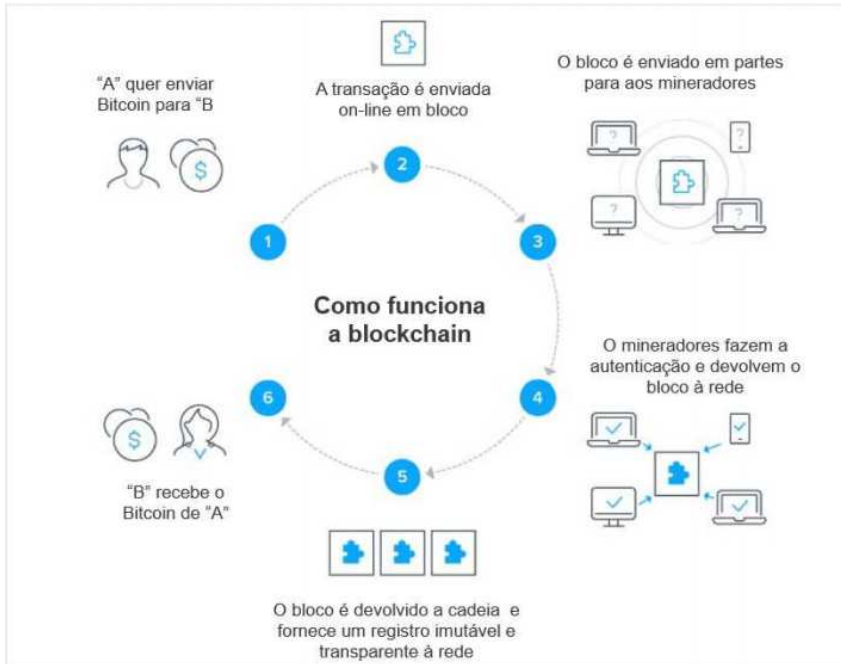 "A" quer enviar
Bitcoin para "B
1
A transação é enviada
on-line em bloco
2
O bloco é enviado em partes
para aos mineradores
? ? ? ?
3
Como funciona
a blockchain
O mineradores fazem a
autenticação e devolvem o
bloco à rede
4
5
O bloco é devolvido a cadeia e
fornece um registro imutável e
transparente à rede
6
"B" recebe o
Bitcoin de "A"
$
$